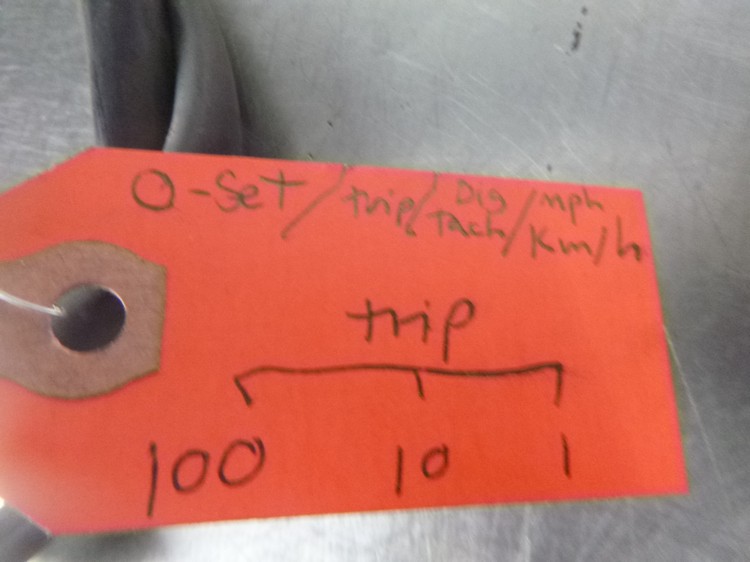 O-Set / trip / Dig Tach / mph Km/h
trip
100 10 1